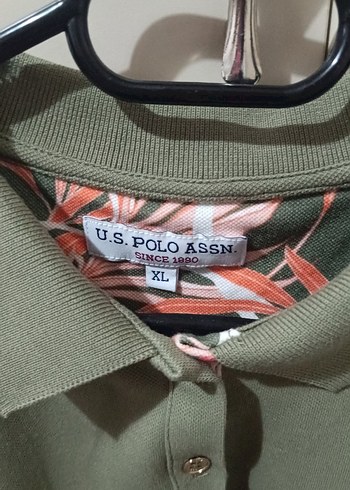 U.S. POLO ASSN.
SINCE 1890
XL